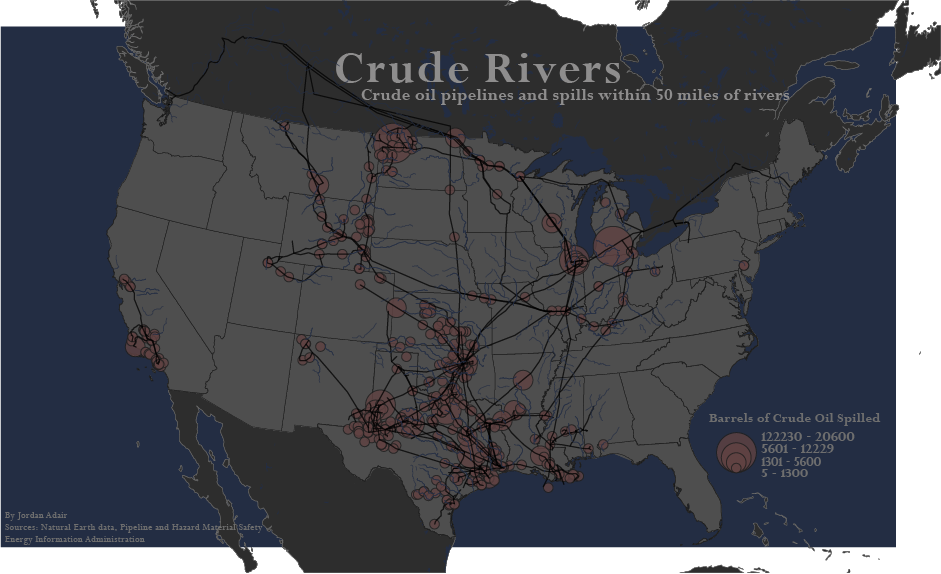 Crude Rivers
Crude oil pipelines and spills within 50 miles of rivers
Barrels of Crude Oil Spilled
122230 - 20600
5601 - 12229
1301 - 5600
5 - 1300
By Jordan Adair
Sources: Natural Earth data, Pipeline and Hazard Material Safety
Energy Information Administration